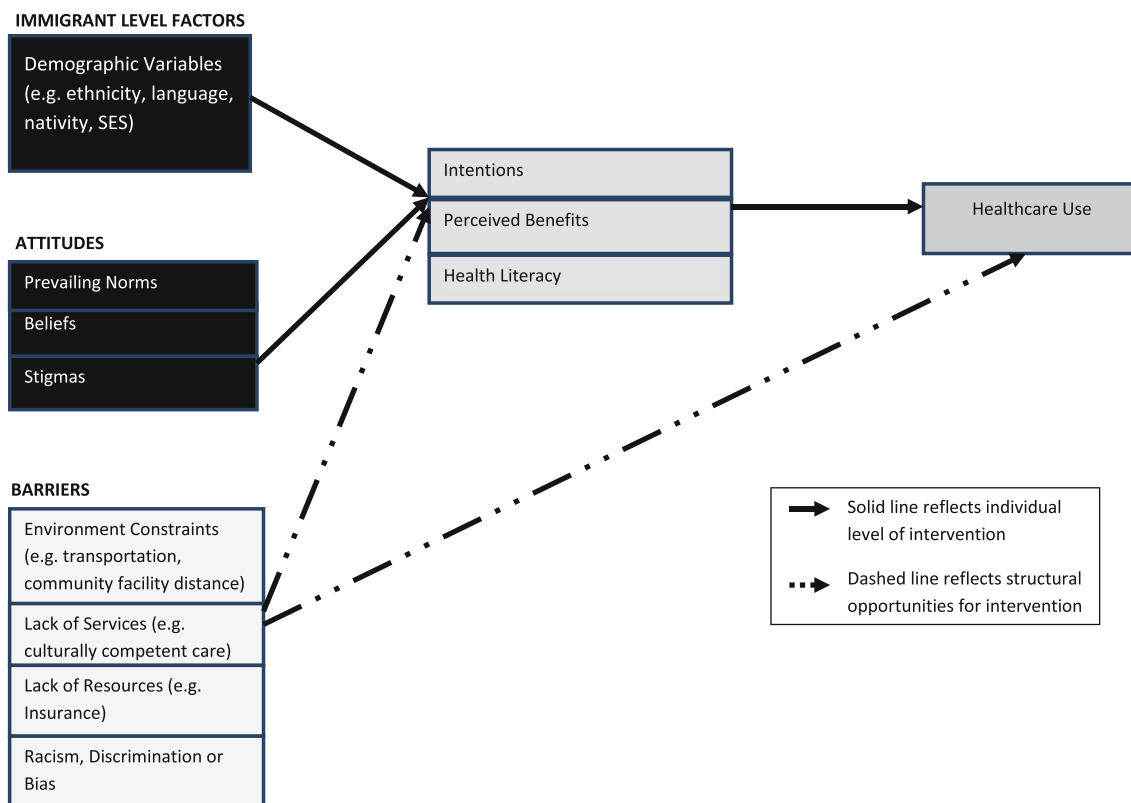 IMMIGRANT LEVEL FACTORS
Demographic Variables
(e.g. ethnicity, language,
nativity, SES)
ATTITUDES
Prevailing Norms
Beliefs
Stigmas
BARRIERS
Environment Constraints
(e.g. transportation,
community facility distance)
Lack of Services (e.g.
culturally competent care)
Lack of Resources (e.g.
Insurance)
Racism, Discrimination or
Bias
Intentions
Perceived Benefits
Health Literacy
Healthcare Use
Solid line reflects individual
level of intervention
Dashed line reflects structural
opportunities for intervention